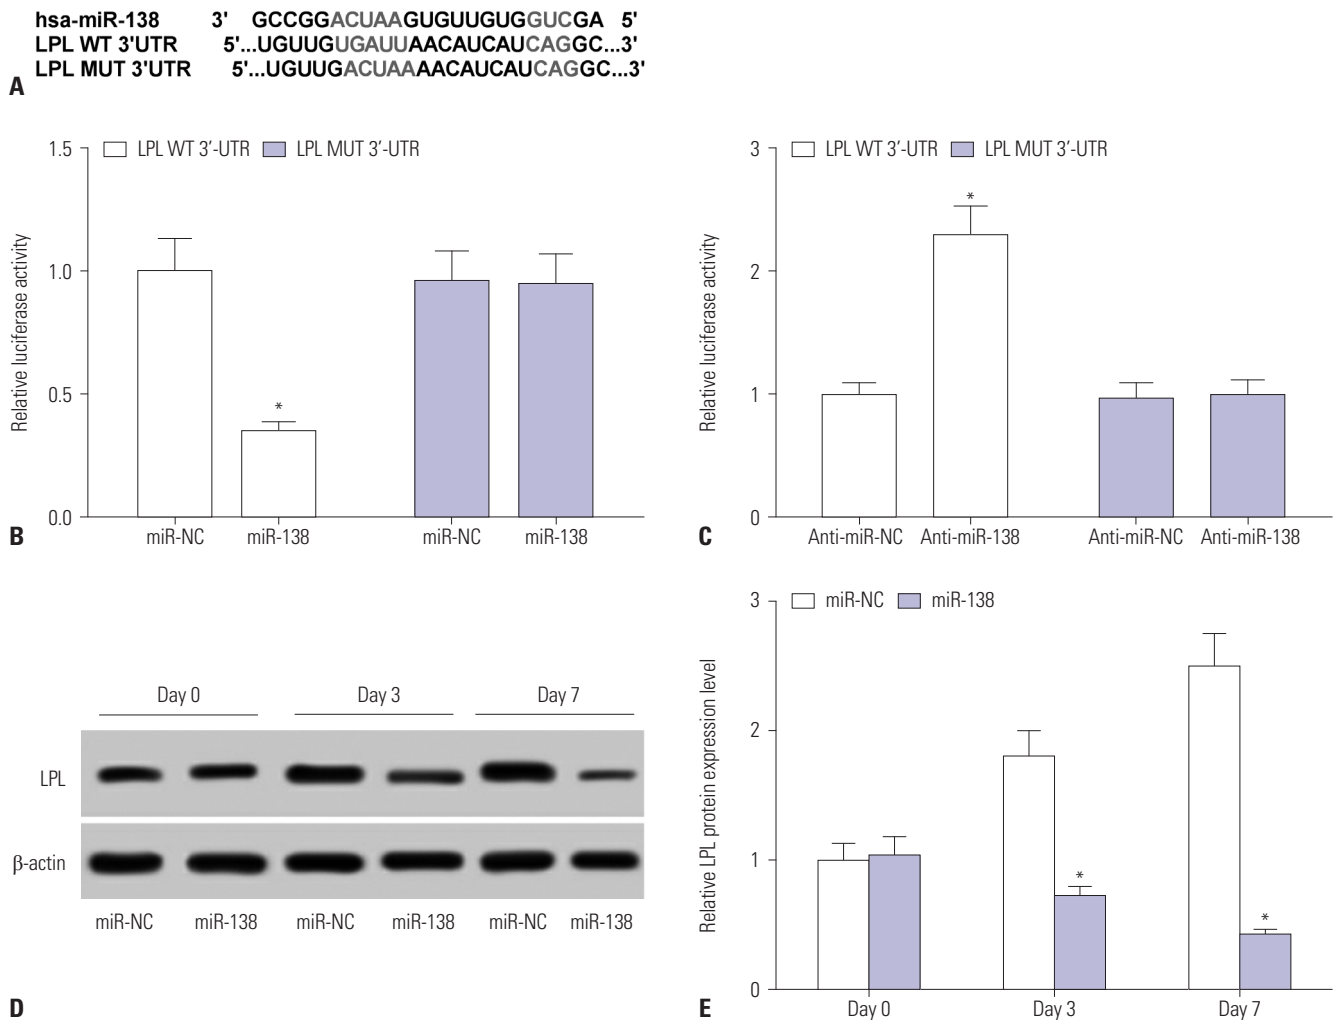 hsa-miR-138 3' GCCGGACUAAGUGUUGUGGUCGA 5'
LPL WT 3'UTR 5'...UGUUGUGAUUAACAUCAUCAGGC...3'
LPL MUT 3'UTR 5'...UGUUGACUAAAACAUCAUCAGGC...3'
A
1.5
LPL WT 3′-UTR LPL MUT 3′-UTR
1.0
0.5
0.0
Relative luciferase activity
*
miR-NC miR-138 miR-NC miR-138
B
3
LPL WT 3′-UTR LPL MUT 3′-UTR
2
1
0
Relative luciferase activity
*
Anti-miR-NC Anti-miR-138 Anti-miR-NC Anti-miR-138
C
Day 0 Day 3 Day 7
LPL
β-actin
miR-NC miR-138 miR-NC miR-138 miR-NC miR-138
D
3
miR-NC miR-138
2
1
0
Relative LPL protein expression level
*
*
Day 0 Day 3 Day 7
E